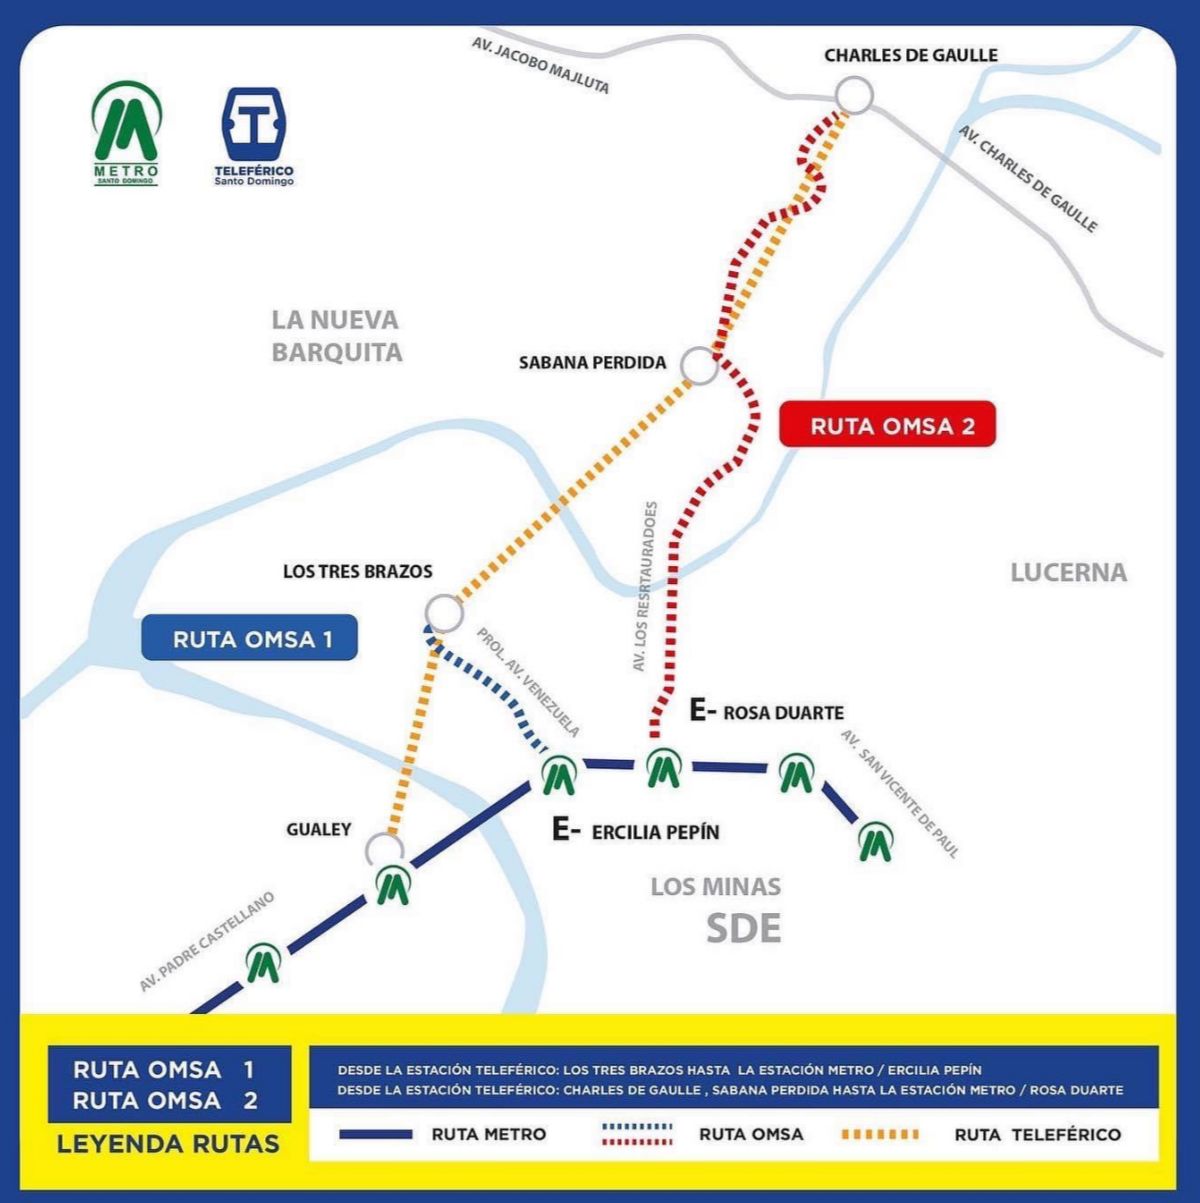 AV. JACOBO MAJLUTA
CHARLES DE GAULLE
METRO
SANTO DOMINGO
T
TELEFÉRICO
Santo Domingo
AV. CHARLES DE GAULLE
LA NUEVA
BARQUITA
SABANA PERDIDA
RUTA OMSA 2
AV. LOS RESRTAURADOES
LUCERNA
LOS TRES BRAZOS
RUTA OMSA 1
PROL. AV. VENEZUELA
E- ROSA DUARTE
AV. SAN VICENTE DE PAUL
E- ERCILIA PEPÍN
GUALEY
LOS MINAS
SDE
AV. PADRE CASTELLANO
RUTA OMSA 1
RUTA OMSA 2
LEYENDA RUTAS
DESDE LA ESTACIÓN TELEFÉRICO: LOS TRES BRAZOS HASTA LA ESTACIÓN METRO / ERCILIA PEPÍN
DESDE LA ESTACIÓN TELEFÉRICO: CHARLES DE GAULLE , SABANA PERDIDA HASTA LA ESTACIÓN METRO / ROSA DUARTE
RUTA METRO
RUTA OMSA
RUTA TELEFÉRICO